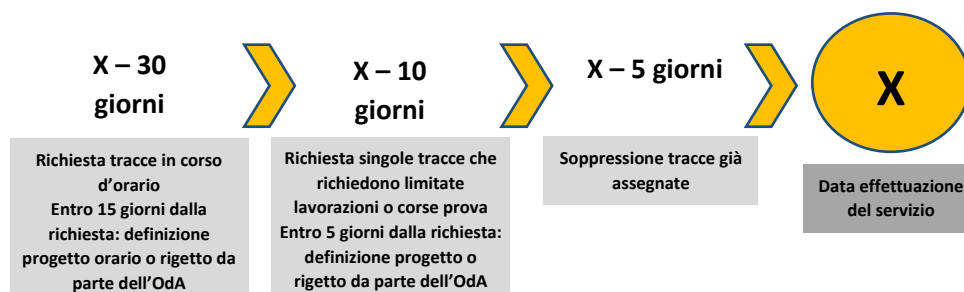 X – 30
giorni
Richiesta tracce in corso
d’orario
Entro 15 giorni dalla
richiesta: definizione
progetto orario o rigetto da
parte dell’OdA
X – 10
giorni
Richiesta singole tracce che
richiedono limitate
lavorazioni o corse prova
Entro 5 giorni dalla richiesta:
definizione progetto o
rigetto da parte dell’OdA
X – 5 giorni
Soppressione tracce già
assegnate
X
Data effettuazione
del servizio